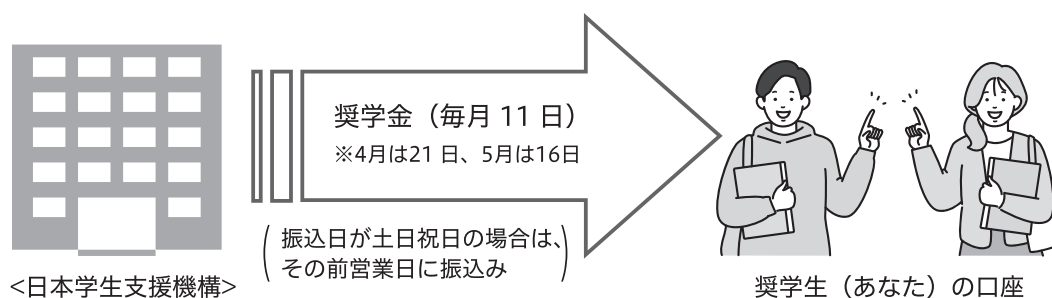 奨学金（毎月 11 日）
※4月は21 日、5月は16日
（振込日が土日祝日の場合は、
その前営業日に振込み）
<日本学生支援機構>
奨学生（あなた）の口座